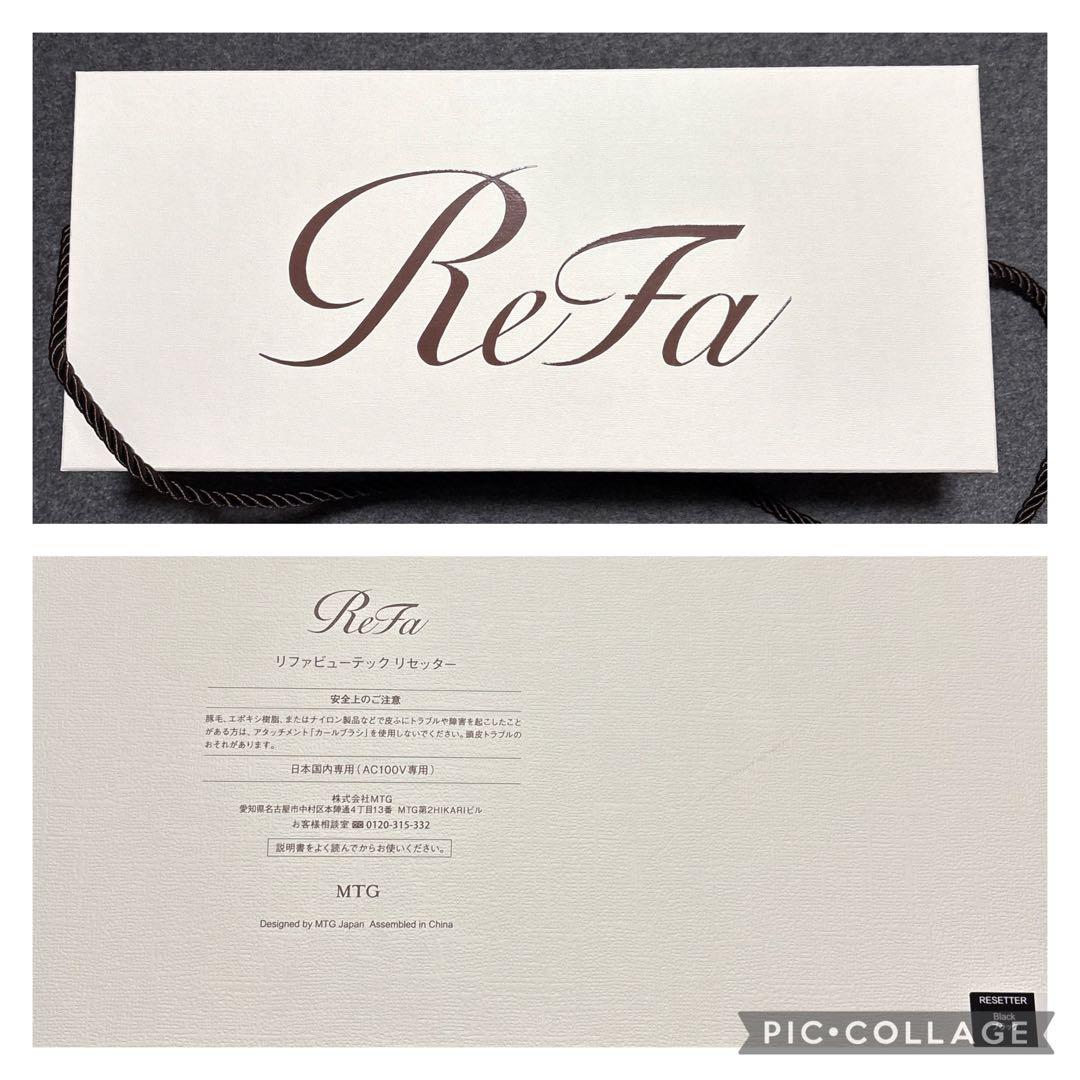 ReFa
ReFa
リファビューテック リセッター
安全上のご注意
豚毛、エポキシ樹脂、またはナイロン製品などで皮ふにトラブルや障害を起こしたこと
がある方は、アタッチメント「カールブラシ」を使用しないでください。頭皮トラブルの
おそれがあります。
日本国内専用(AC100V専用)
株式会社MTG
愛知県名古屋市中村区本陣通4丁目13番 MTG第2HIKARIビル
お客様相談室 0120-315-332
説明書をよく読んでからお使いください。
MTG
Designed by MTG Japan Assembled in China
RESETTER
Black
ブラック
PIC•COLLAGE